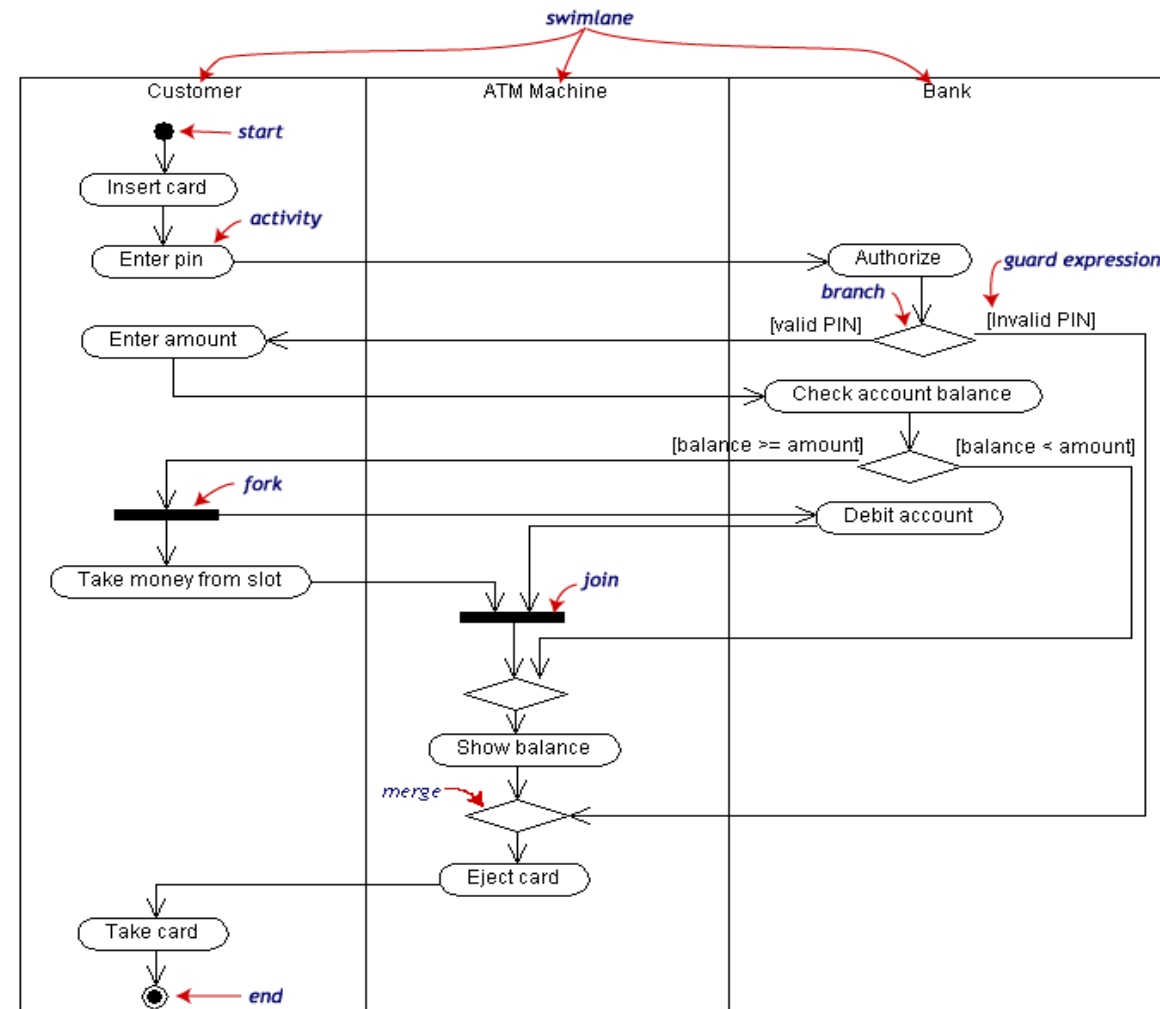 swimlane
Customer
ATM Machine
Bank
start
Insert card
activity
Enter pin
Authorize
guard expression
branch
[valid PIN]
[Invalid PIN]
Enter amount
Check account balance
[balance >= amount]
[balance < amount]
fork
Debit account
Take money from slot
join
Show balance
merge
Eject card
Take card
end